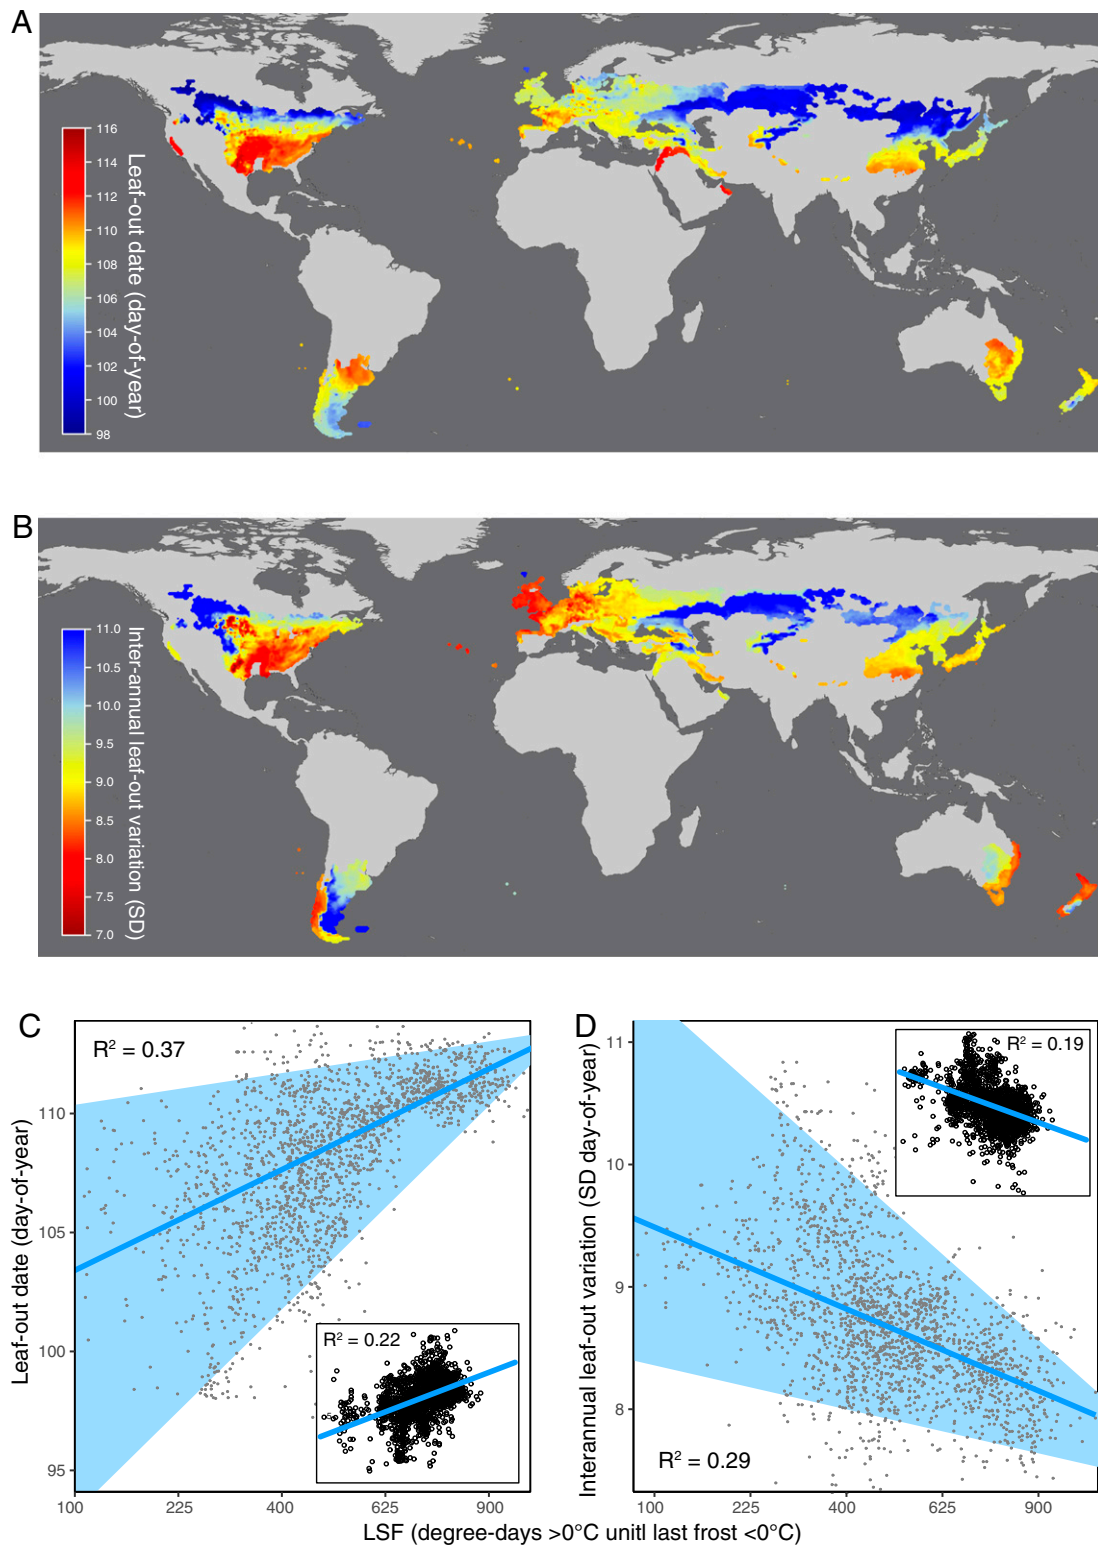 A
116
114
112
110
108
106
104
102
100
98
Leaf-out date (day-of-year)
B
11.0
10.5
10.0
9.5
9.0
8.5
8.0
7.5
7.0
Inter-annual leaf-out variation (SD)
C
R² = 0.37
Leaf-out date (day-of-year)
110
105
100
95
R² = 0.22
100
225
400
625
900
D
R² = 0.19
Interannual leaf-out variation (SD day-of-year)
11
10
9
8
R² = 0.29
100
225
400
625
900
LSF (degree-days >0°C unitl last frost <0°C)